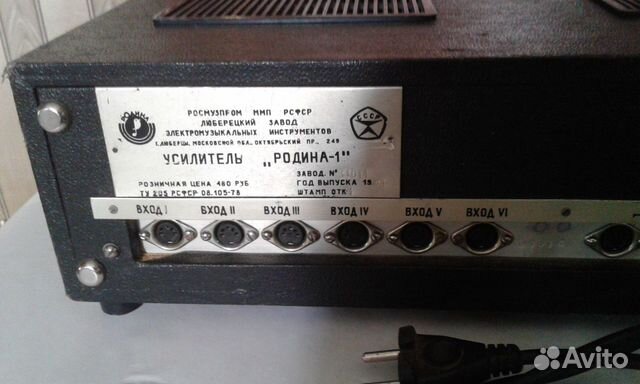 РОДИНА
РОСМУЗПРОМ ММП РСФСР
ЛЮБЕРЕЦКИЙ ЗАВОД
ЭЛЕКТРОМУЗЫКАЛЬНЫХ ИНСТРУМЕНТОВ
Г. ЛЮБЕРЦЫ, МОСКОВСКОЙ ОБЛ., ОКТЯБРЬСКИЙ ПР., 249
СССР
УСИЛИТЕЛЬ „РОДИНА-1"
ЗАВОД. №
РОЗНИЧНАЯ ЦЕНА 480 РУБ
ГОД ВЫПУСКА 19
ТУ 205 РСФСР 08.105-78
ШТАМП ОТК
ВХОД I ВХОД II ВХОД III ВХОД IV ВХОД V ВХОД VI
Avito